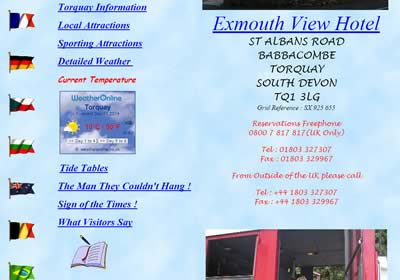 Torquay Information
Local Attractions
Sporting Attractions
Detailed Weather
Current Temperature
WeatherOnline
Torquay
Tide Tables
The Man They Couldn't Hang !
Sign of the Times !
What Visitors Say
Exmouth View Hotel
ST ALBANS ROAD
BABBACOMBE
TORQUAY
SOUTH DEVON
TQ1 3LG
Grid Reference : SX 925 655
Reservations Freephone
0800 7 817 817(UK Only)
Tel : 01803 327307
Fax : 01803 329967
From Outside of the UK please call:
Tel : +44 1803 327307
Fax : +44 1803 329967